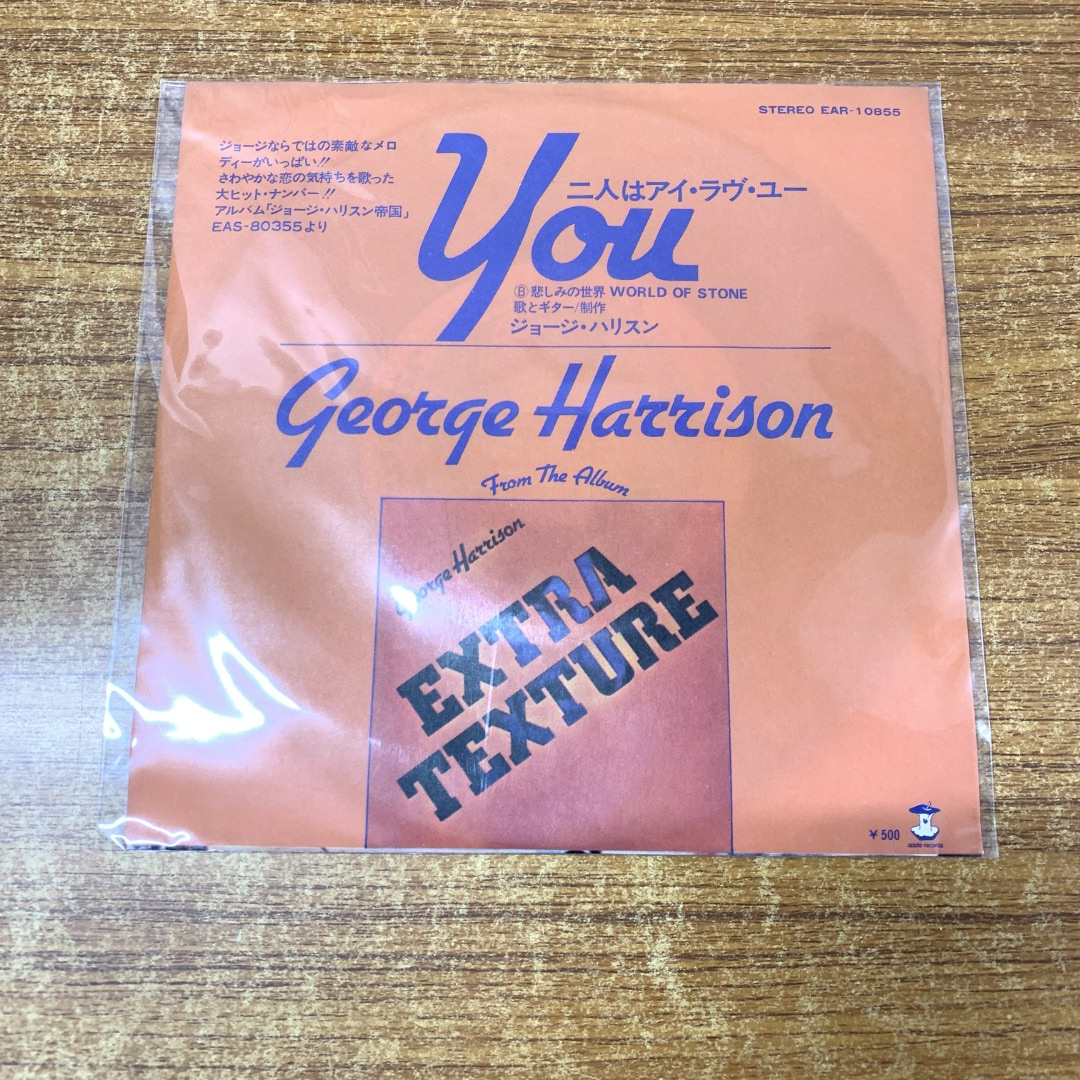 STEREO EAR-10855
ジョージならではの素敵なメロ
ディーがいっぱい!!
さわやかな恋の気持ちを歌った
大ヒット・ナンバー!!
アルバム「ジョージ・ハリスン帝国」
EAS-80355より
You
二人はアイ・ラヴ・ユー
Ⓑ悲しみの世界 WORLD OF STONE
歌とギター/制作
ジョージ・ハリスン
George Harrison
From The Album
George Harrison
EXTRA
TEXTURE
¥500
apple records